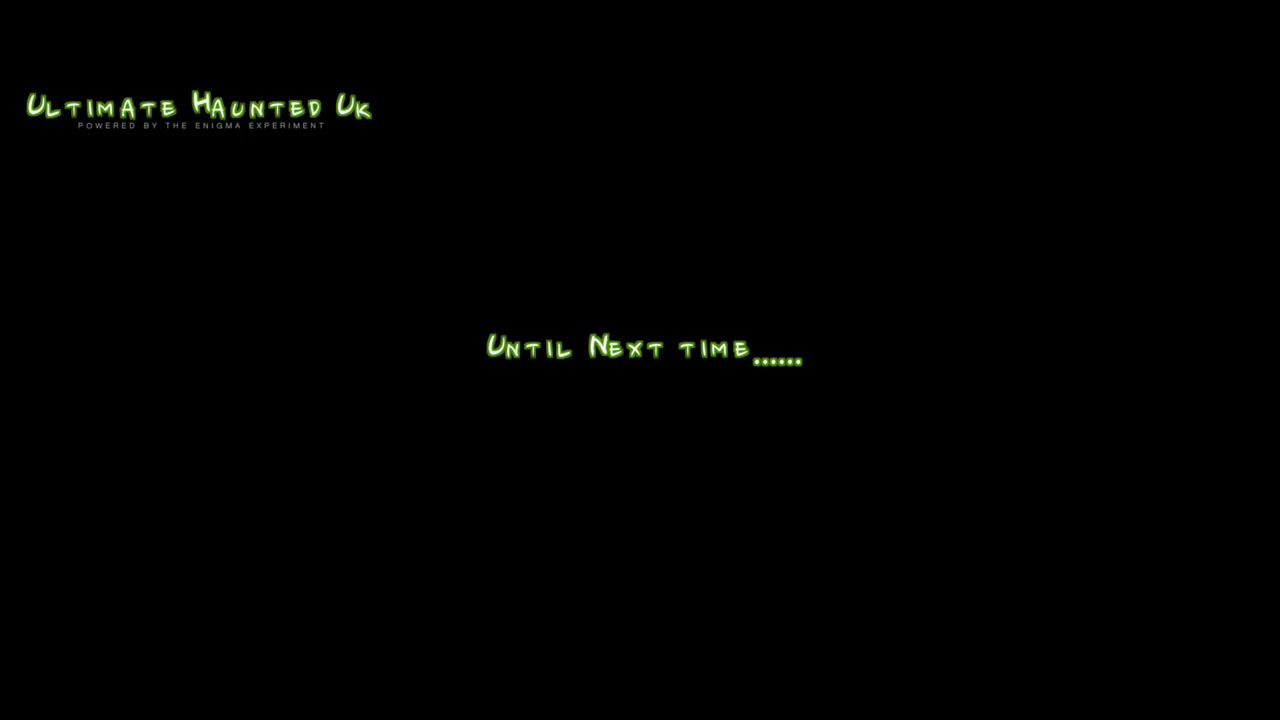 Ultimate Haunted Uk
POWERED BY THE ENIGMA EXPERIMENT
Until Next time......